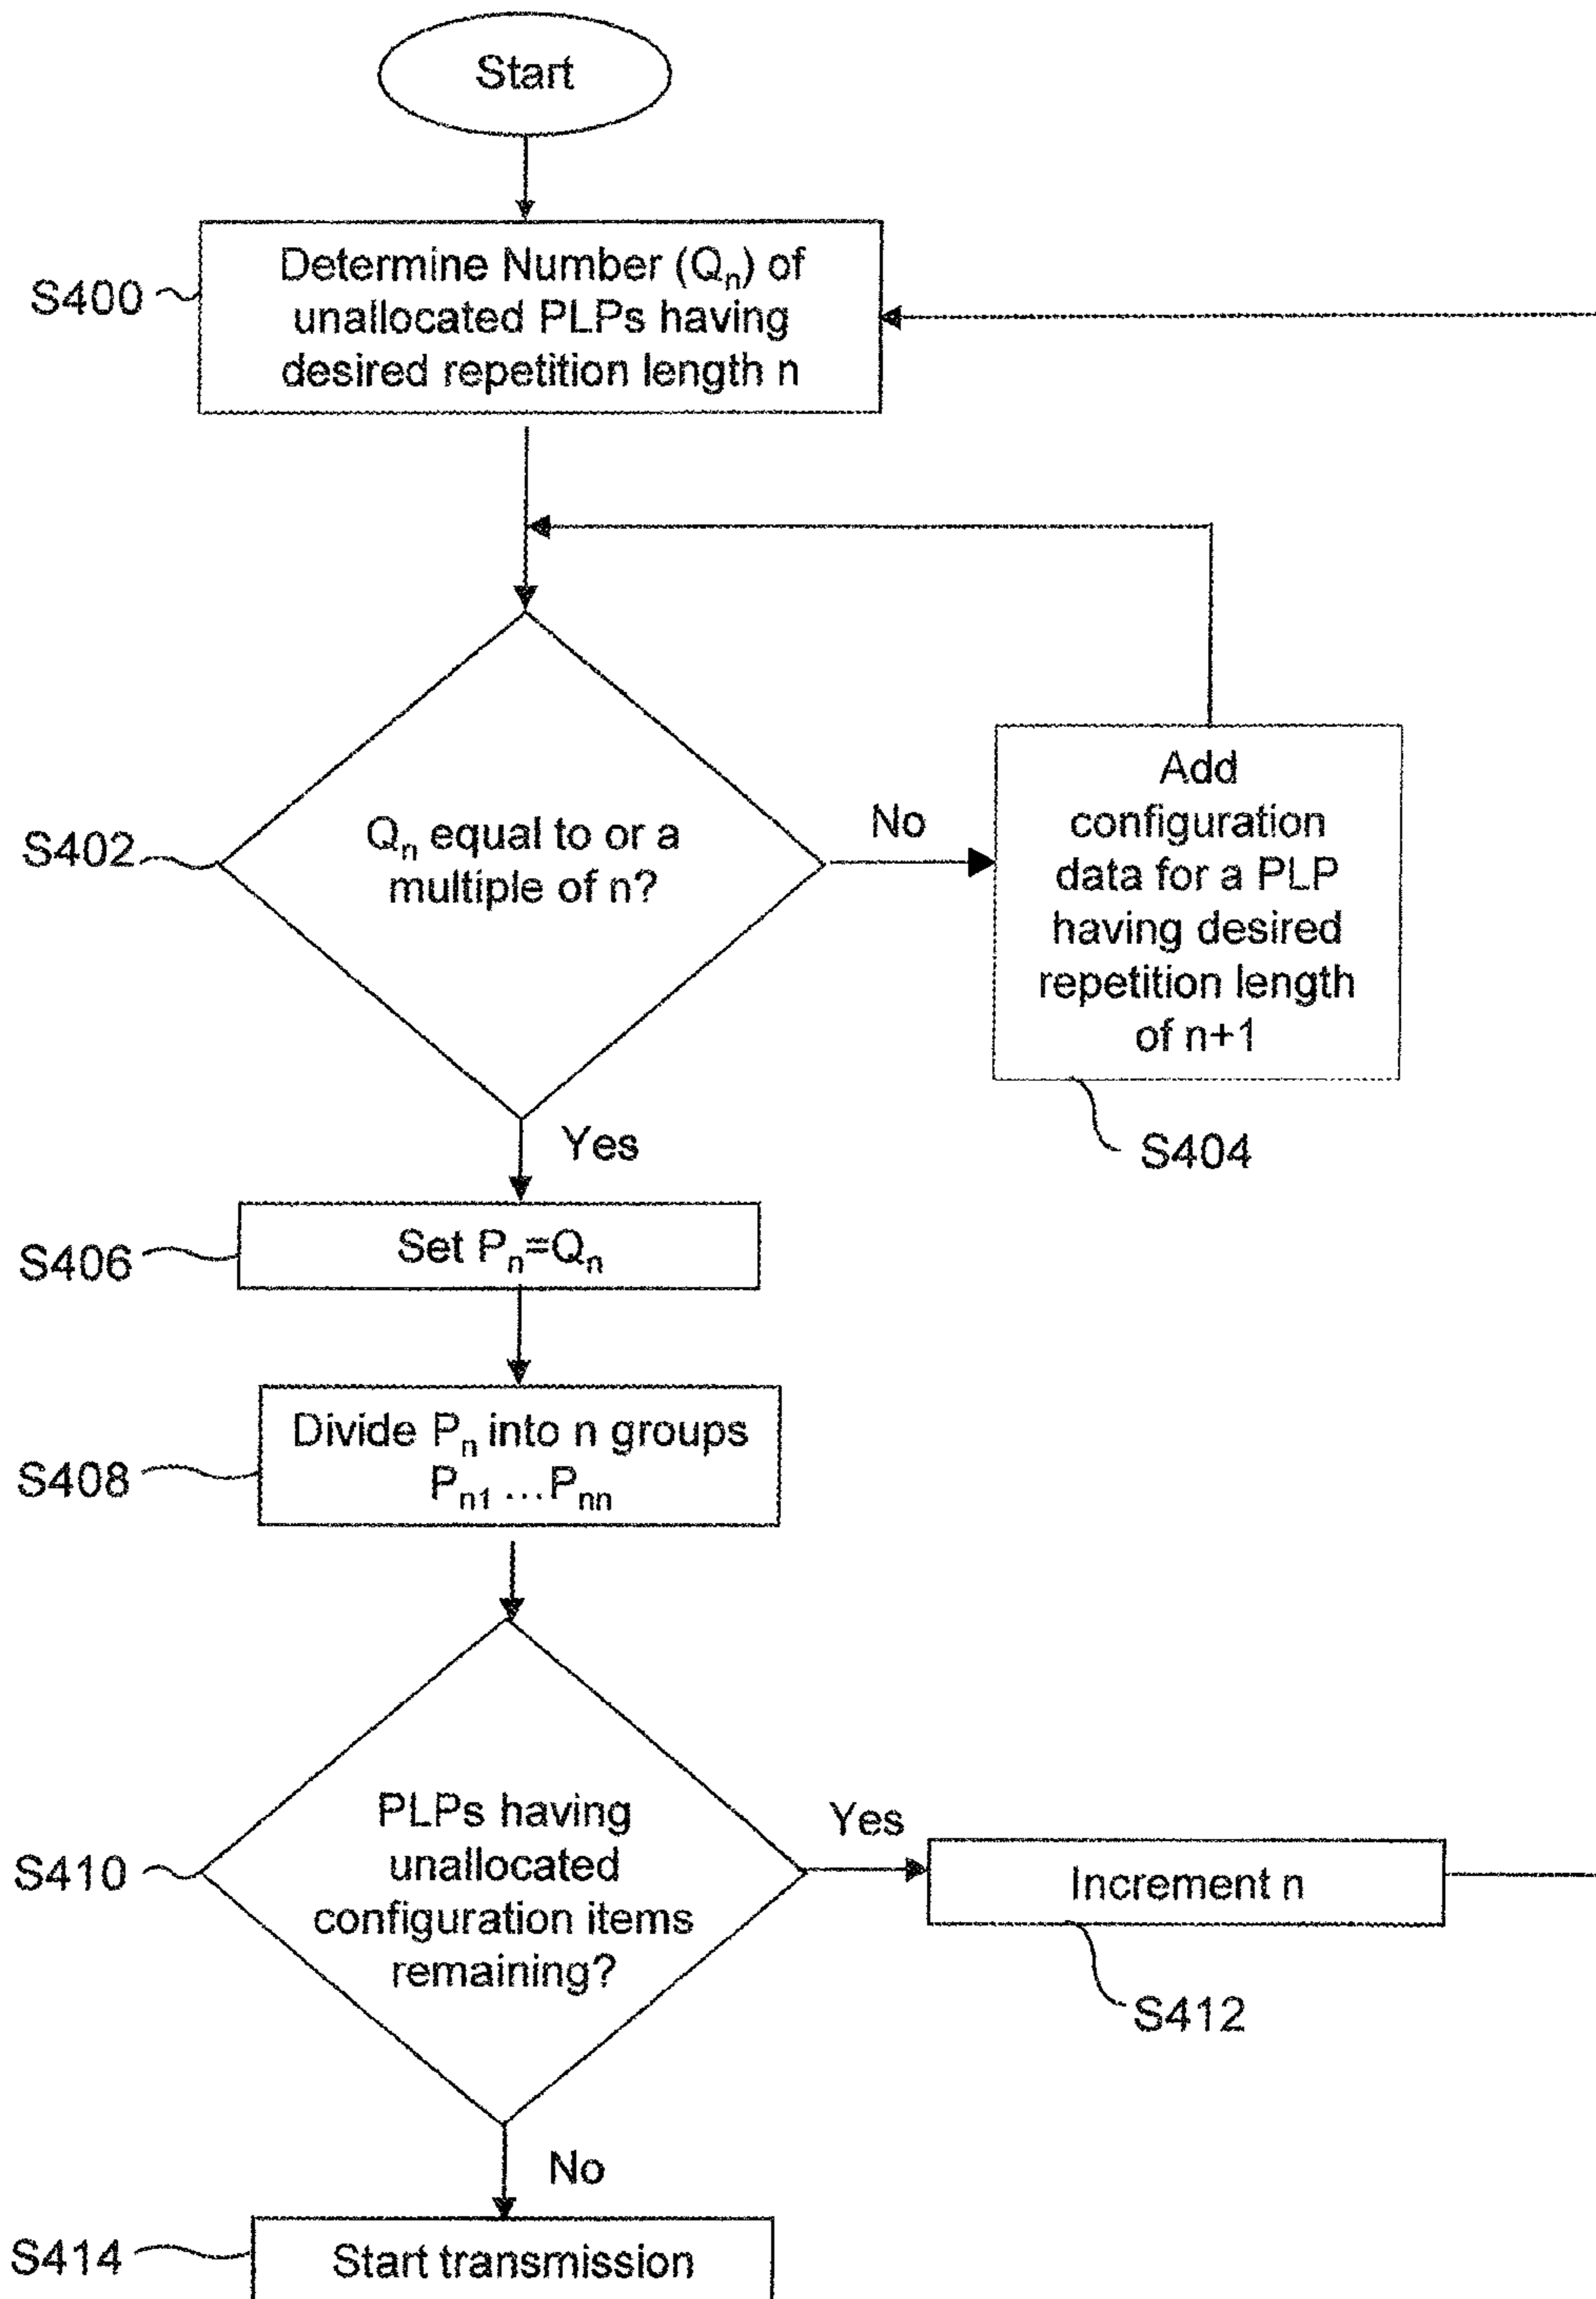 Start
S400
Determine Number (Qn) of
unallocated PLPs having
desired repetition length n
S402
Qn equal to or a
multiple of n?
No
Add
configuration
data for a PLP
having desired
repetition length
of n+1
S404
Yes
S406
Set Pn=Qn
S408
Divide Pn into n groups
Pn1 ...Pnn
S410
PLPs having
unallocated
configuration items
remaining?
Yes
Increment n
S412
No
S414
Start transmission